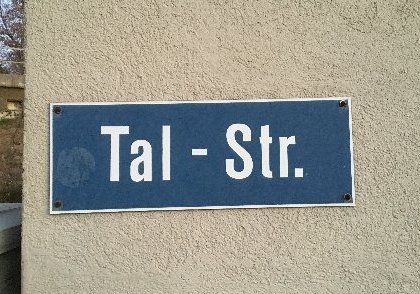 Tal - Str.